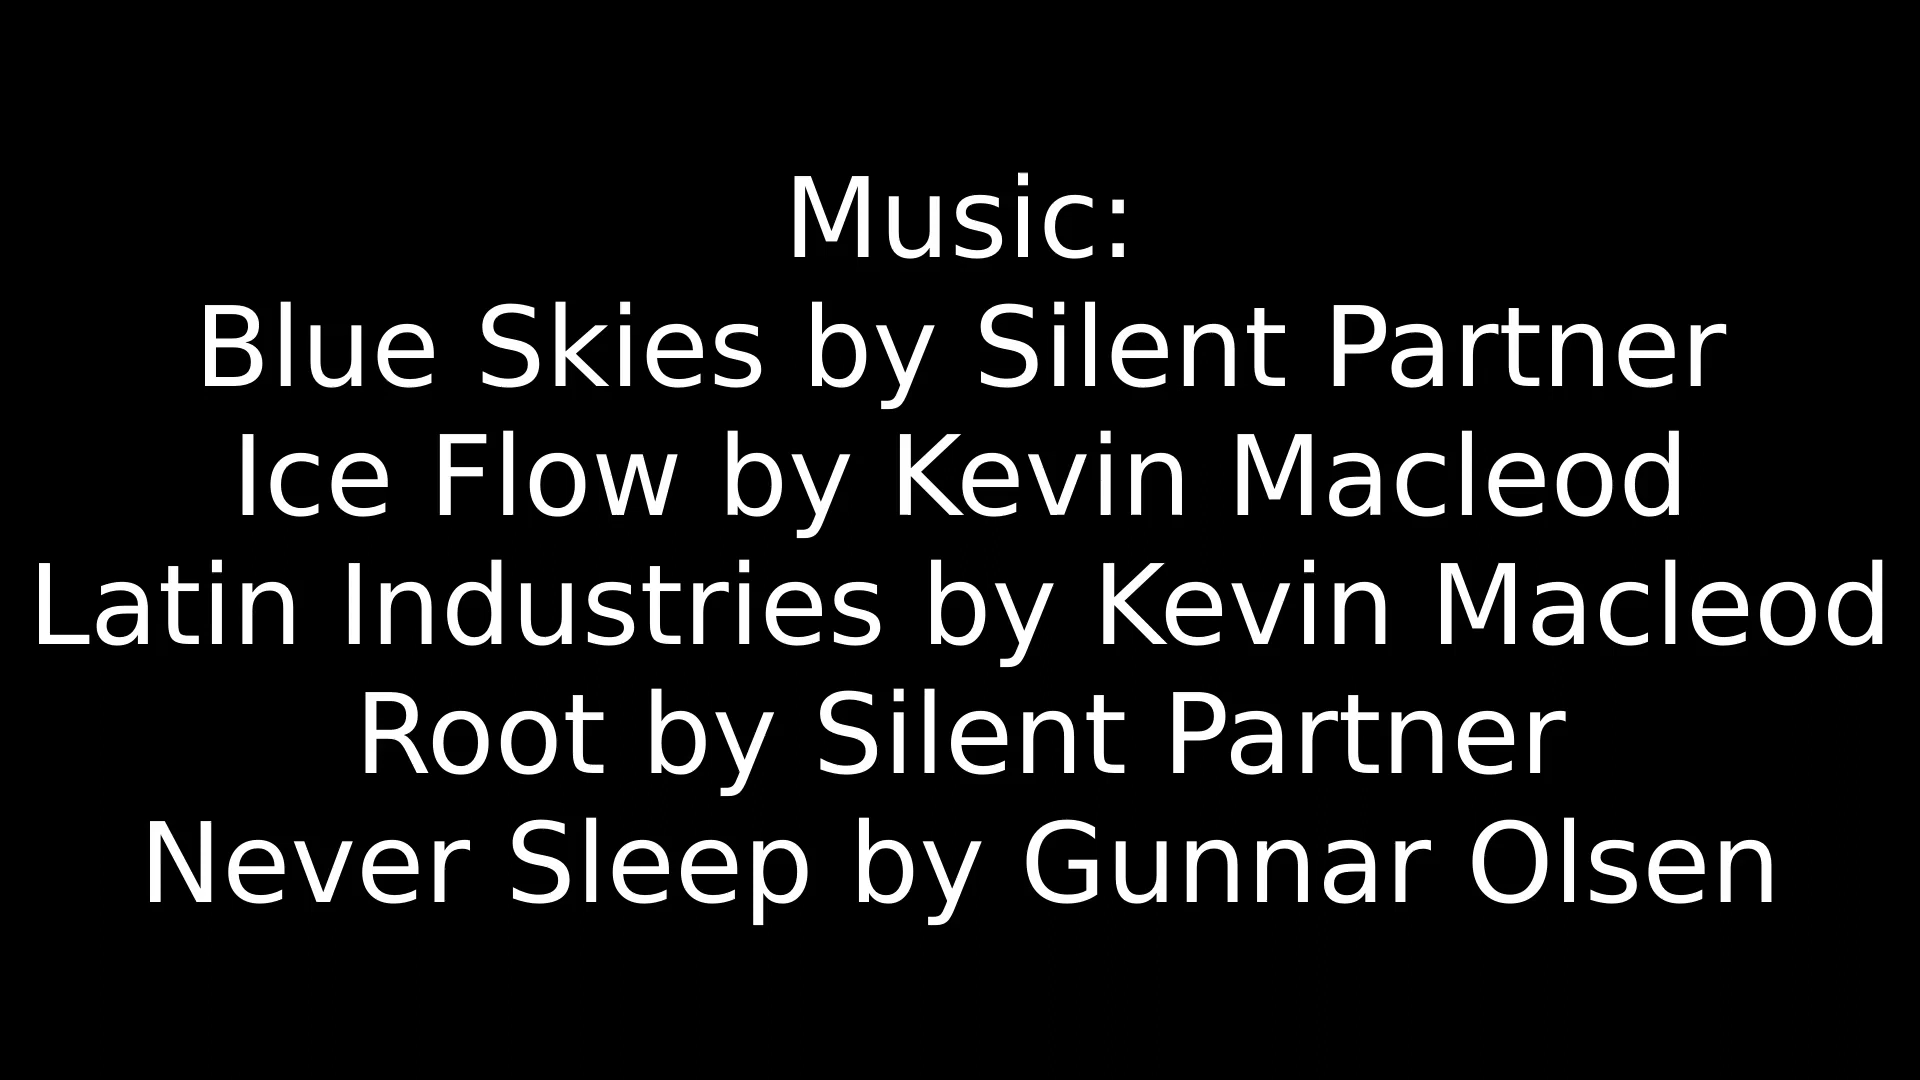 Music:
Blue Skies by Silent Partner
Ice Flow by Kevin Macleod
Latin Industries by Kevin Macleod
Root by Silent Partner
Never Sleep by Gunnar Olsen